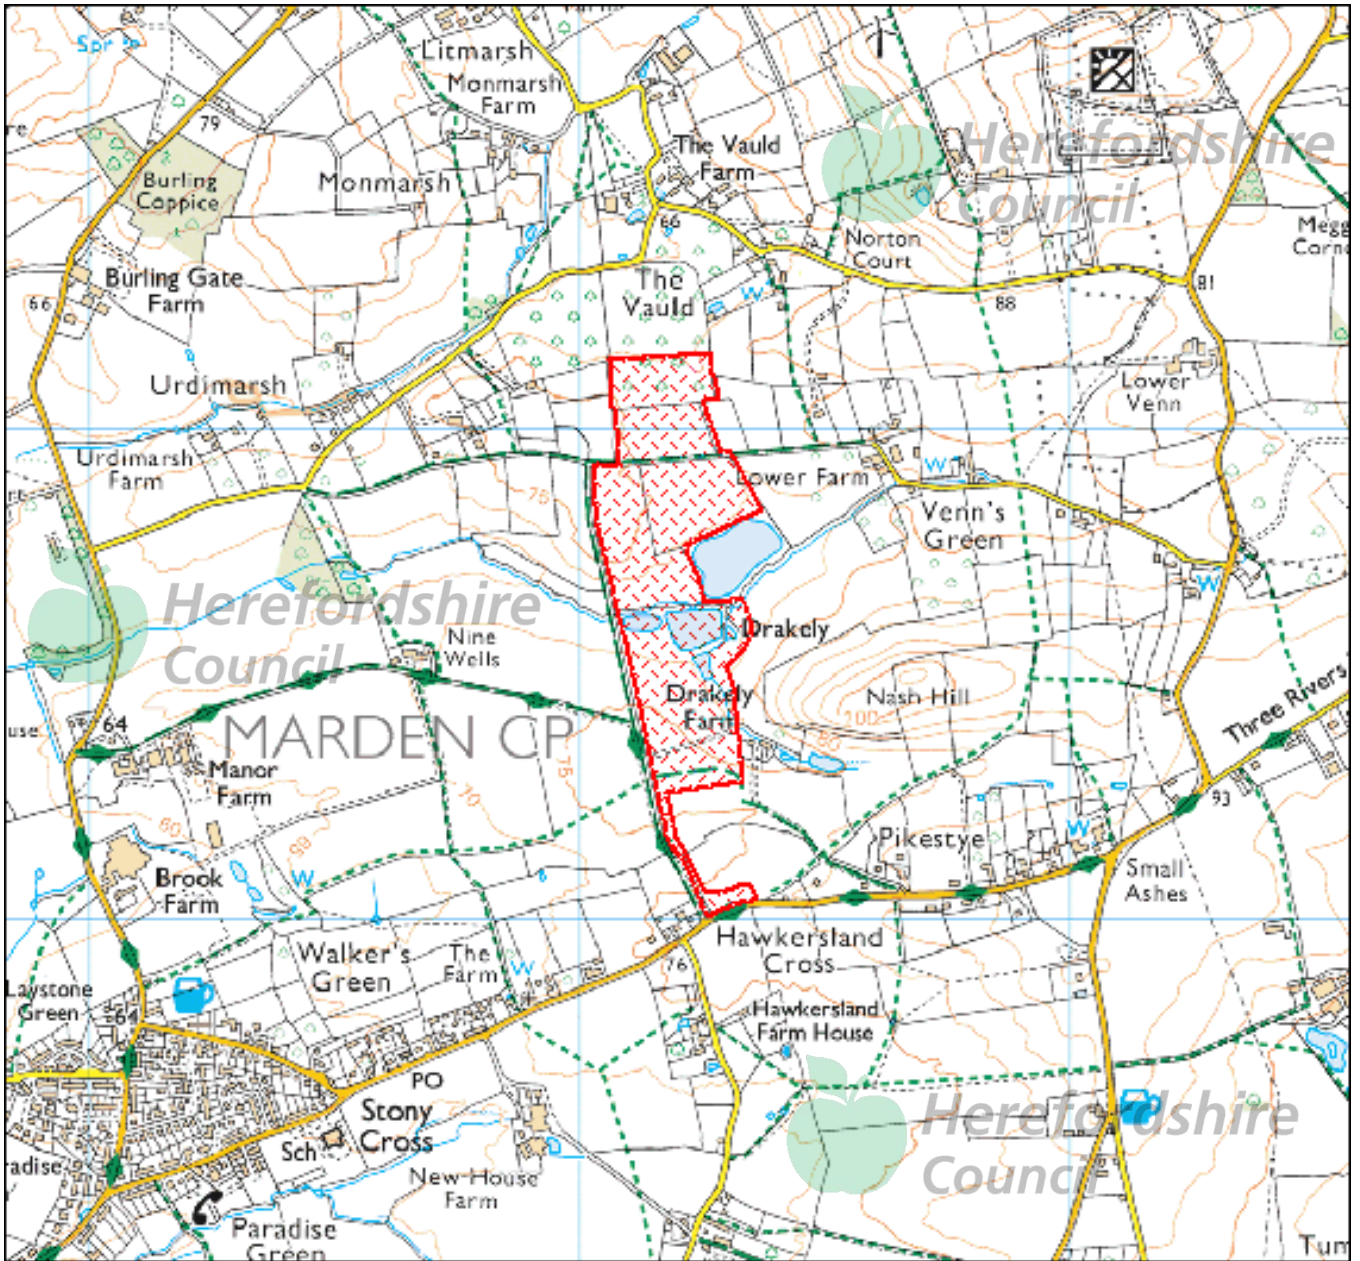 Litmarsh
Monmarsh
Farm
79
The Vauld
Farm
Herefordshire
Council
Burling
Coppice
Monmarsh
66
Norton
Court
Burling Gate
Farm
66
The
Vauld
W
88
81
Urdimarsh
Lower
Venn
Urdimarsh
Farm
75
Lower Farm
W
Venn's
Green
W
Herefordshire
Council
Nine
Wells
Drakely
Drakely
Farm
Nash Hill
100
80
Three Rivers
64
MARDEN CP
Manor
Farm
75
70
93
60
65
Pikestye
W
Small
Ashes
Brook
Farm
W
Walker's
Green
The
Farm
W
Hawkersland
Cross
76
Laystone
Green
64
Hawkersland
Farm House
PO
Stony
Cross
Sch
Herefordshire
Council
New House
Farm
Paradise
Green